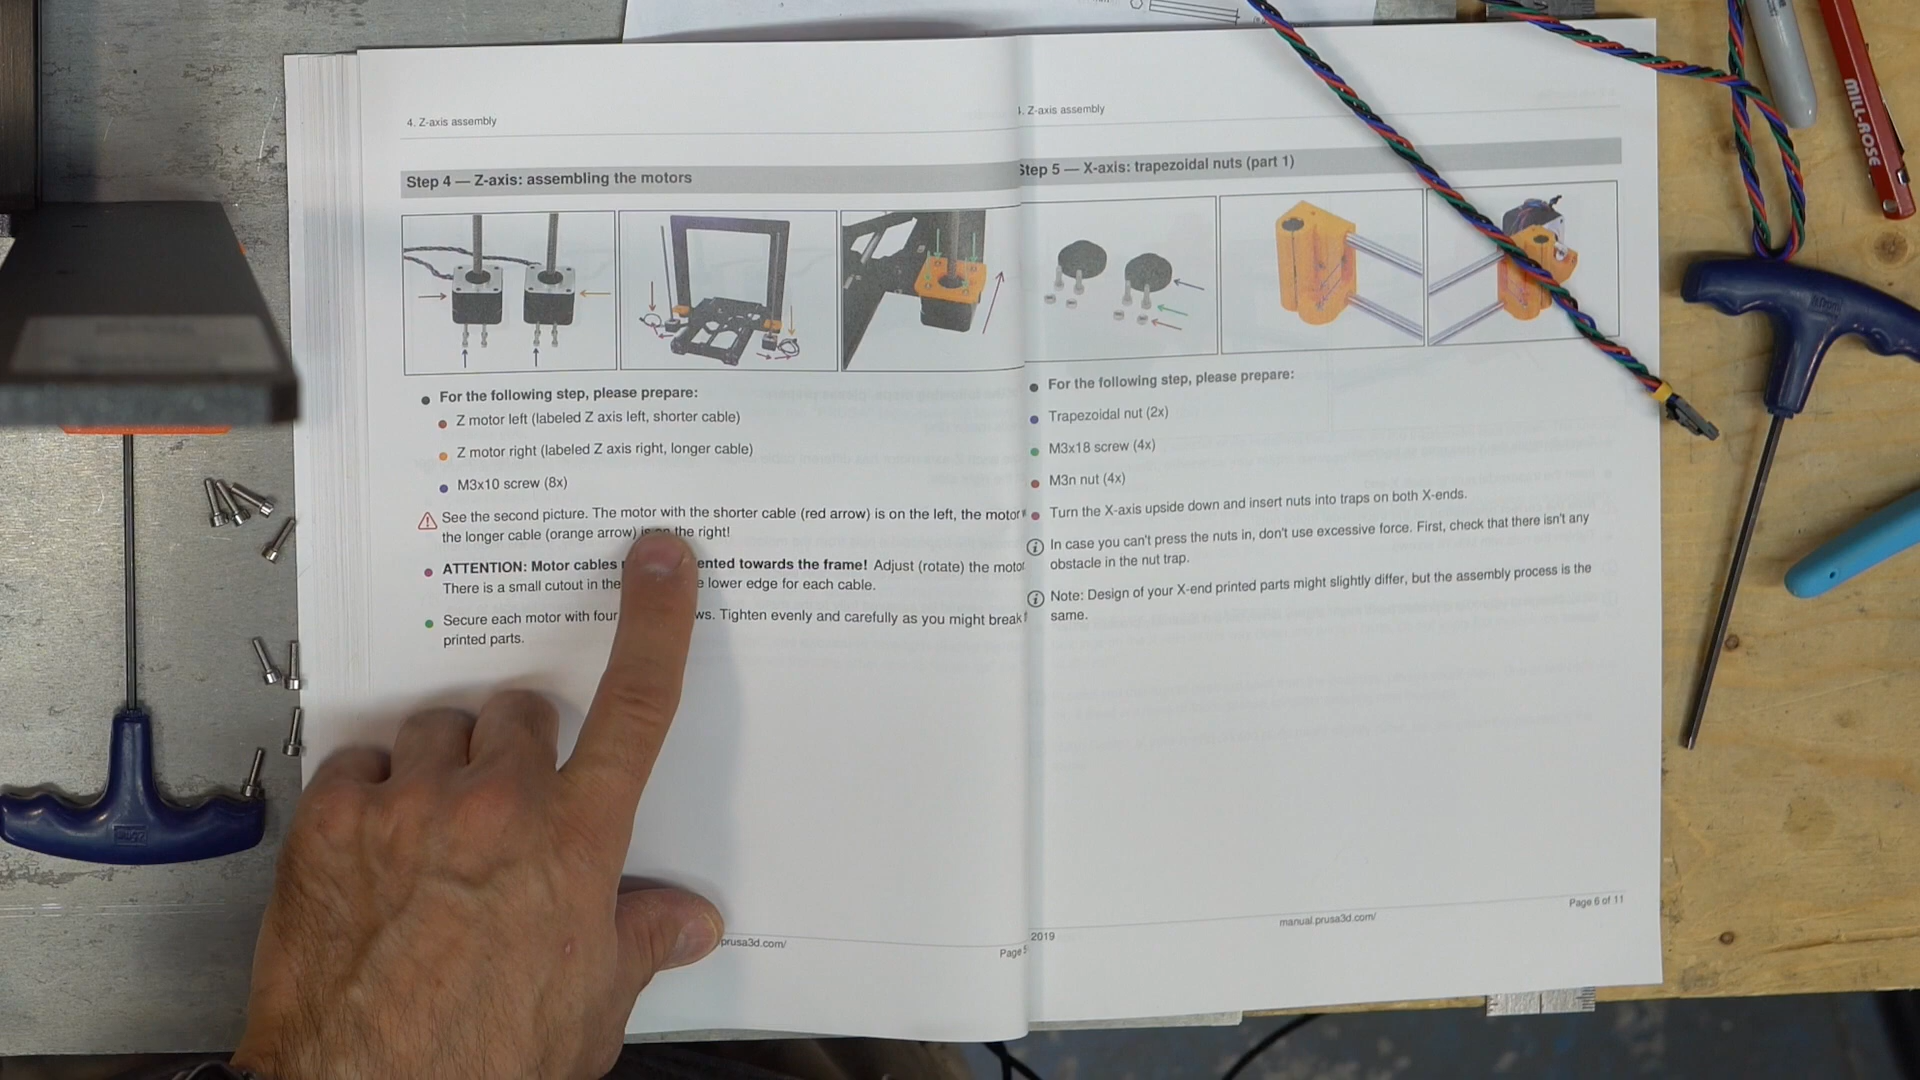 4. Z-axis assembly
Step 4 — Z-axis: assembling the motors
For the following step, please prepare:
Z motor left (labeled Z axis left, shorter cable)
Z motor right (labeled Z axis right, longer cable)
M3x10 screw (8x)
See the second picture. The motor with the shorter cable (red arrow) is on the left, the motor
the longer cable (orange arrow) is on the right!
ATTENTION: Motor cables towards the frame! Adjust (rotate) the motor
There is a small cutout in the lower edge for each cable.
Secure each motor with four Tighten evenly and carefully as you might break
printed parts.
prusa3d.com/
Page 5
4. Z-axis assembly
Step 5 — X-axis: trapezoidal nuts (part 1)
For the following step, please prepare:
Trapezoidal nut (2x)
M3x18 screw (4x)
M3n nut (4x)
Turn the X-axis upside down and insert nuts into traps on both X-ends.
In case you can't press the nuts in, don't use excessive force. First, check that there isn't any
obstacle in the nut trap.
Note: Design of your X-end printed parts might slightly differ, but the assembly process is the
same.
2019
manual.prusa3d.com/
Page 6 of 11
MILL-ROSE